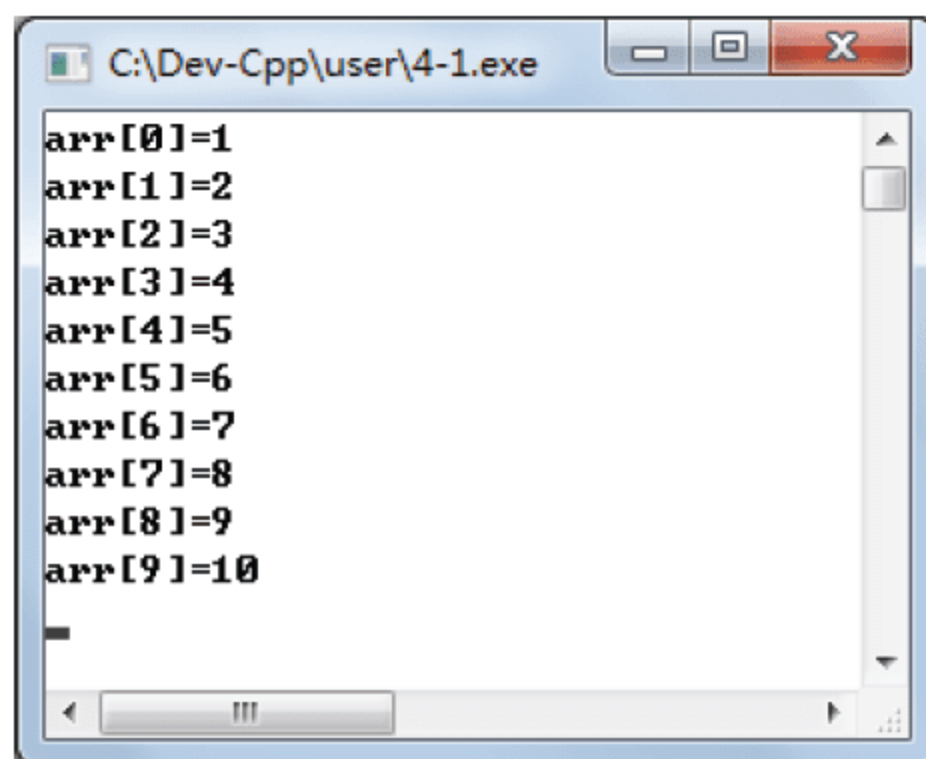 C:\Dev-Cpp\user\4-1.exe
arr[0]=1
arr[1]=2
arr[2]=3
arr[3]=4
arr[4]=5
arr[5]=6
arr[6]=7
arr[7]=8
arr[8]=9
arr[9]=10